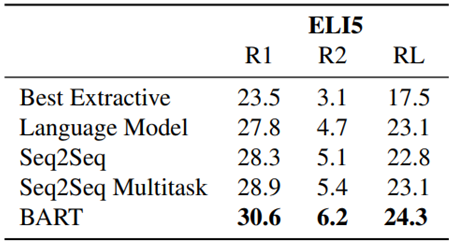 ELI5
R1 R2 RL
Best Extractive 23.5 3.1 17.5
Language Model 27.8 4.7 23.1
Seq2Seq 28.3 5.1 22.8
Seq2Seq Multitask 28.9 5.4 23.1
BART 30.6 6.2 24.3